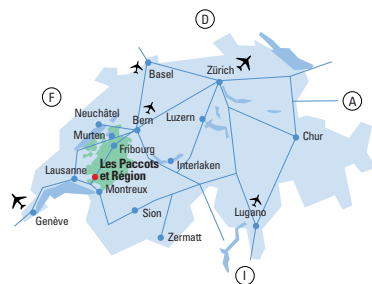 D
Basel
Zürich
F
A
Neuchâtel
Bern
Luzern
Murten
Fribourg
Chur
Les Paccots
et Région
Interlaken
Lausanne
Montreux
Genève
Sion
Lugano
Zermatt
I